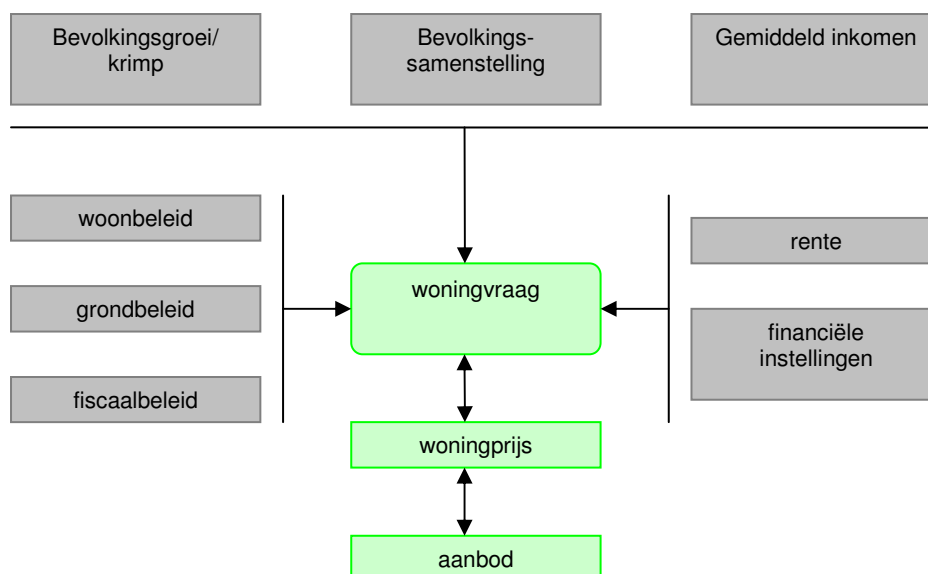 Bevolkingsgroei/
krimp
Bevolkings-
samenstelling
Gemiddeld inkomen
woonbeleid
grondbeleid
fiscaalbeleid
woningvraag
rente
financiële
instellingen
woningprijs
aanbod